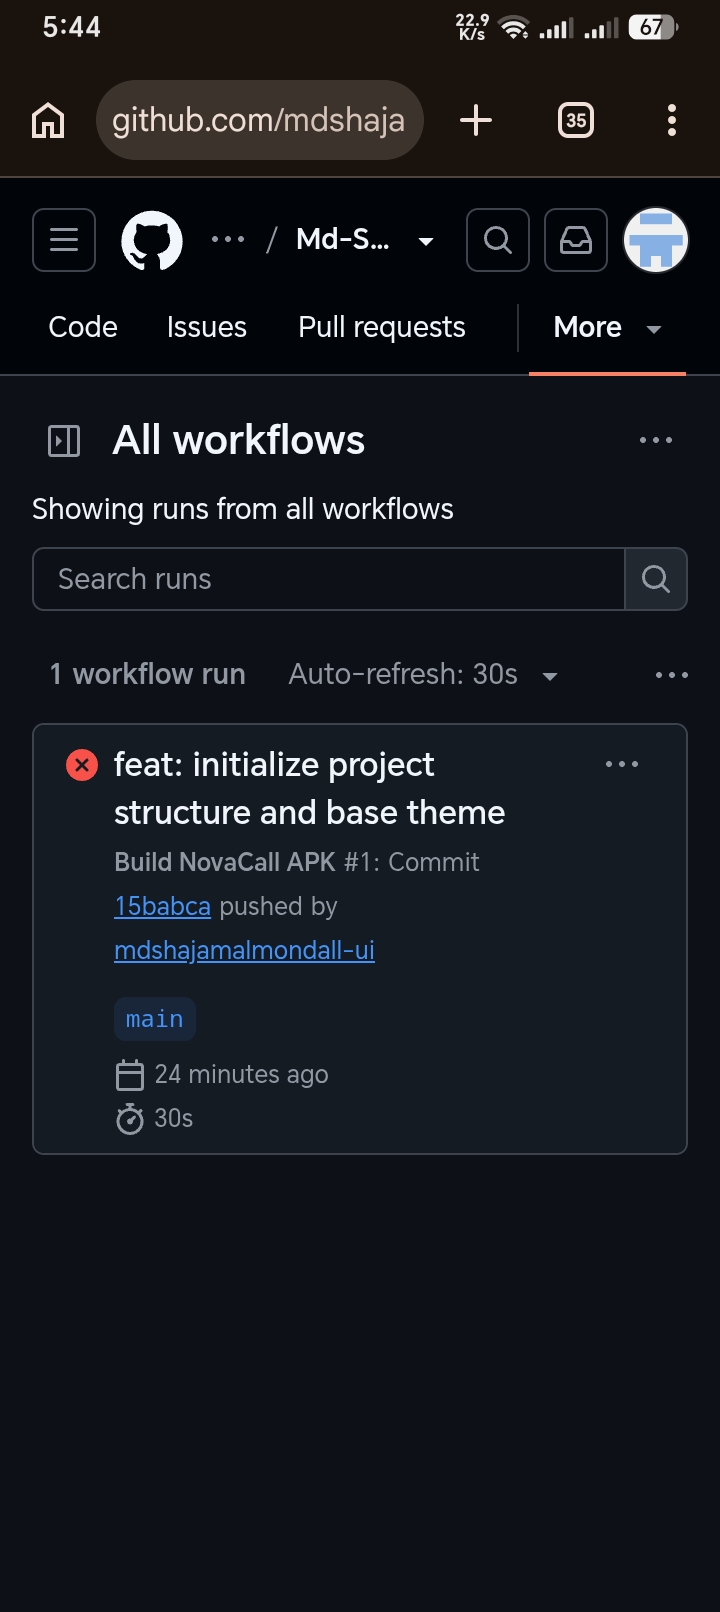 5:44
22.9
K/s
67
github.com/mdshaja
35
/ Md-S...
Code Issues Pull requests More
All workflows
Showing runs from all workflows
Search runs
1 workflow run Auto-refresh: 30s
feat: initialize project
structure and base theme
Build NovaCall APK #1: Commit
15babca pushed by
mdshajamalmondall-ui
main
24 minutes ago
30s